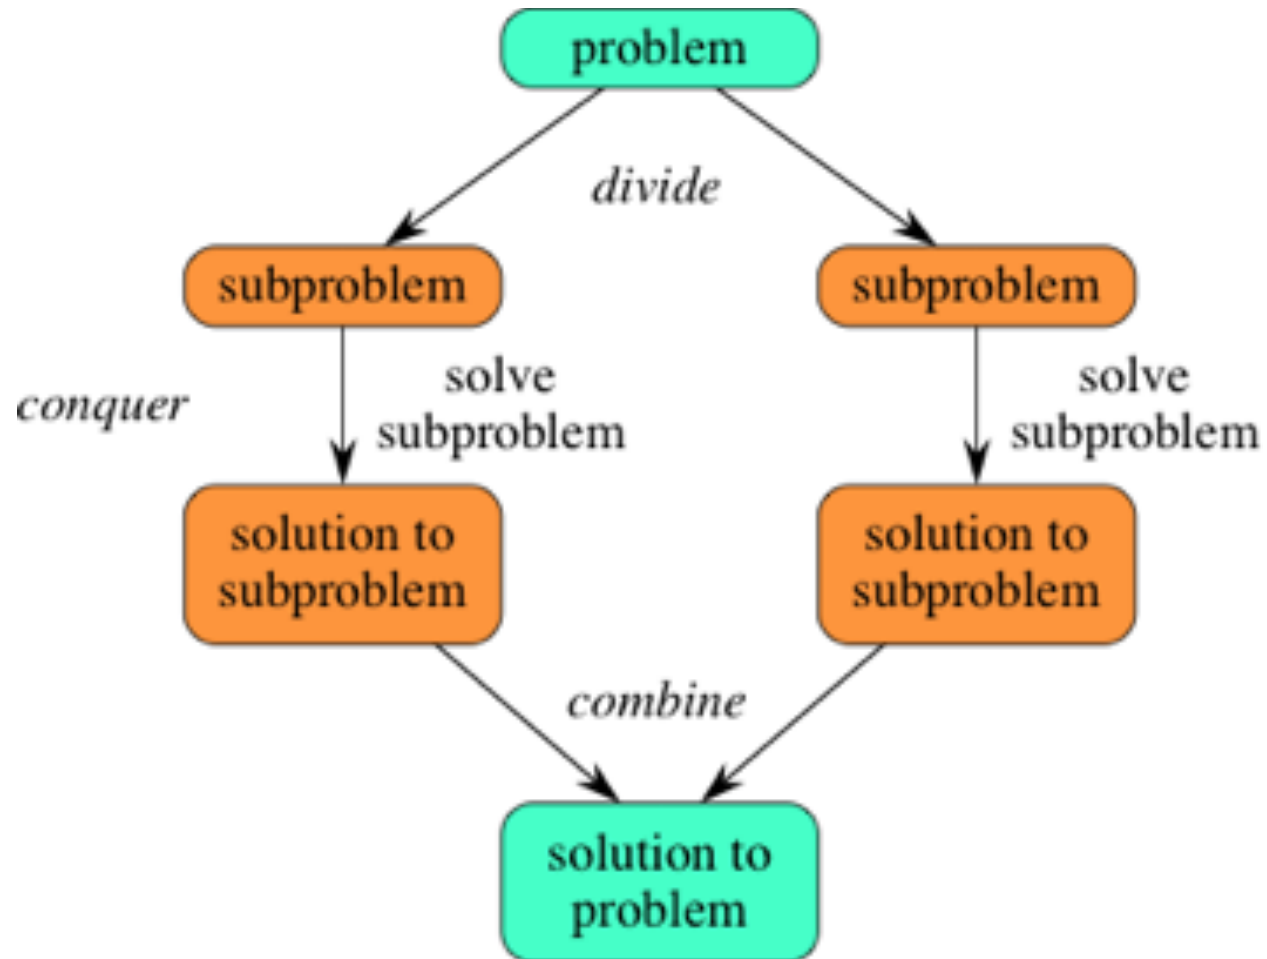 problem
divide
subproblem
subproblem
conquer
solve
subproblem
solve
subproblem
solution to
subproblem
solution to
subproblem
combine
solution to
problem